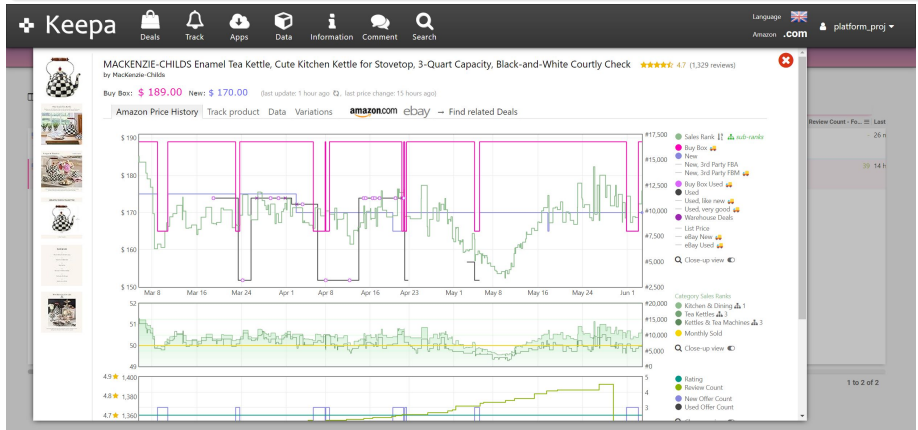 Keepa
Deals
Track
Apps
Data
Information
Comment
Search
Language
Amazon .com
platform_proj
MACKENZIE-CHILDS Enamel Tea Kettle, Cute Kitchen Kettle for Stovetop, 3-Quart Capacity, Black-and-White Courtly Check 4.7 (1,329 reviews)
by MacKenzie-Childs
Buy Box: $ 189.00 New: $ 170.00 (last update: 1 hour ago , last price change: 15 hours ago)
Amazon Price History Track product Data Variations amazon.com ebay → Find related Deals
Review Count - Fo... Last
26 m
14 h
$ 190
$ 180
$ 170
$ 160
$ 150
#17,500
#15,000
#12,500
#10,000
#7,500
#5,000
#2,500
Mar 8 Mar 16 Mar 24 Apr 1 Apr 8 Apr 16 Apr 23 May 1 May 8 May 16 May 24 Jun 1
Sales Rank sub-ranks
Buy Box
New
New, 3rd Party FBA
New, 3rd Party FBM
Buy Box Used
Used
Used, like new
Used, very good
Warehouse Deals
List Price
eBay New
eBay Used
Close-up view
52
51
50
49
#20,000
#15,000
#10,000
#5,000
#0
Category Sales Ranks
Kitchen & Dining 1
Tea Kettles 3
Kettles & Tea Machines 3
Monthly Sold
Close-up view
1 to 2 of 2
4.9 1,400
4.8 1,380
4.7 1,360
5
4
3
Rating
Review Count
New Offer Count
Used Offer Count